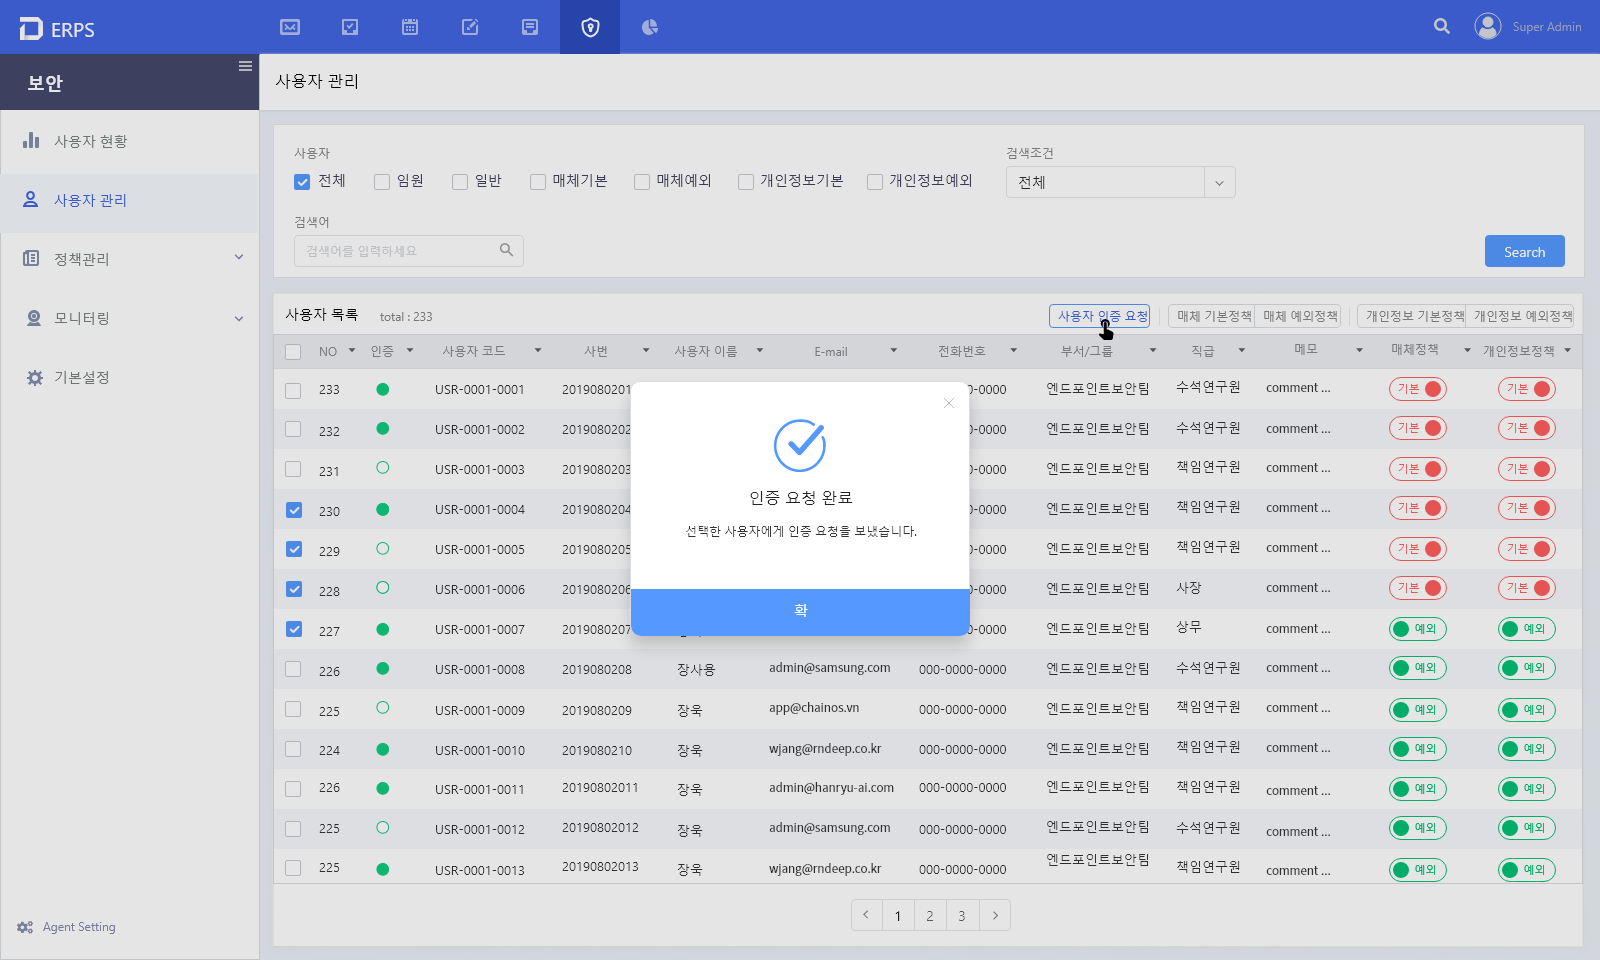 ERPS
Super Admin
보안
사용자 관리
사용자 현황
사용자 관리
정책관리
모니터링
기본설정
Agent Setting
사용자
검색조건
전체 임원 일반 매체기본 매체예외 개인정보기본 개인정보예외
전체
검색어
검색어를 입력하세요
Search
사용자 목록 total : 233
사용자 인증 요청 매체 기본정책 매체 예외정책 개인정보 기본정책 개인정보 예외정책
NO 인증 사용자 코드 사번 사용자 이름 E-mail 전화번호 부서/그룹 직급 메모 매체정책 개인정보정책
233 USR-0001-0001 2019080201 0-0000 엔드포인트보안팀 수석연구원 comment ... 기본 기본
232 USR-0001-0002 2019080202 0-0000 엔드포인트보안팀 수석연구원 comment ... 기본 기본
231 USR-0001-0003 2019080203 0-0000 엔드포인트보안팀 책임연구원 comment ... 기본 기본
230 USR-0001-0004 2019080204 0-0000 엔드포인트보안팀 책임연구원 comment ... 기본 기본
229 USR-0001-0005 2019080205 0-0000 엔드포인트보안팀 책임연구원 comment ... 기본 기본
228 USR-0001-0006 2019080206 0-0000 엔드포인트보안팀 사장 comment ... 기본 기본
227 USR-0001-0007 2019080207 0-0000 엔드포인트보안팀 상무 comment ... 예외 예외
226 USR-0001-0008 2019080208 장사용 admin@samsung.com 000-0000-0000 엔드포인트보안팀 수석연구원 comment ... 예외 예외
225 USR-0001-0009 2019080209 장욱 app@chainos.vn 000-0000-0000 엔드포인트보안팀 책임연구원 comment ... 예외 예외
224 USR-0001-0010 2019080210 장욱 wjang@rndeep.co.kr 000-0000-0000 엔드포인트보안팀 책임연구원 comment ... 예외 예외
226 USR-0001-0011 20190802011 장욱 admin@hanryu-ai.com 000-0000-0000 엔드포인트보안팀 책임연구원 comment ... 예외 예외
225 USR-0001-0012 20190802012 장욱 admin@samsung.com 000-0000-0000 엔드포인트보안팀 수석연구원 comment ... 예외 예외
225 USR-0001-0013 20190802013 장욱 wjang@rndeep.co.kr 000-0000-0000 엔드포인트보안팀 책임연구원 comment ... 예외 예외
1 2 3
인증 요청 완료
선택한 사용자에게 인증 요청을 보냈습니다.
확